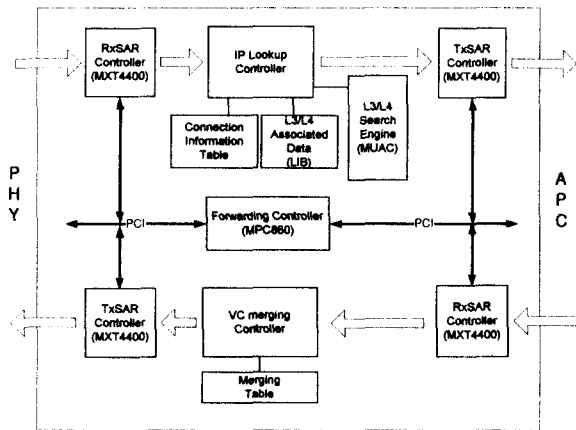 RxSAR
Controller
(MXT4400)
IP Lookup
Controller
TxSAR
Controller
(MXT4400)
Connection
Information
Table
L3/L4
Associated
Data
(LIB)
L3/L4
Search
Engine
(MUAC)
P
H
Y
A
P
C
PCI
Forwarding Controller
(MPC860)
PCI
TxSAR
Controller
(MXT4400)
VC merging
Controller
RxSAR
Controller
(MXT4400)
Merging
Table